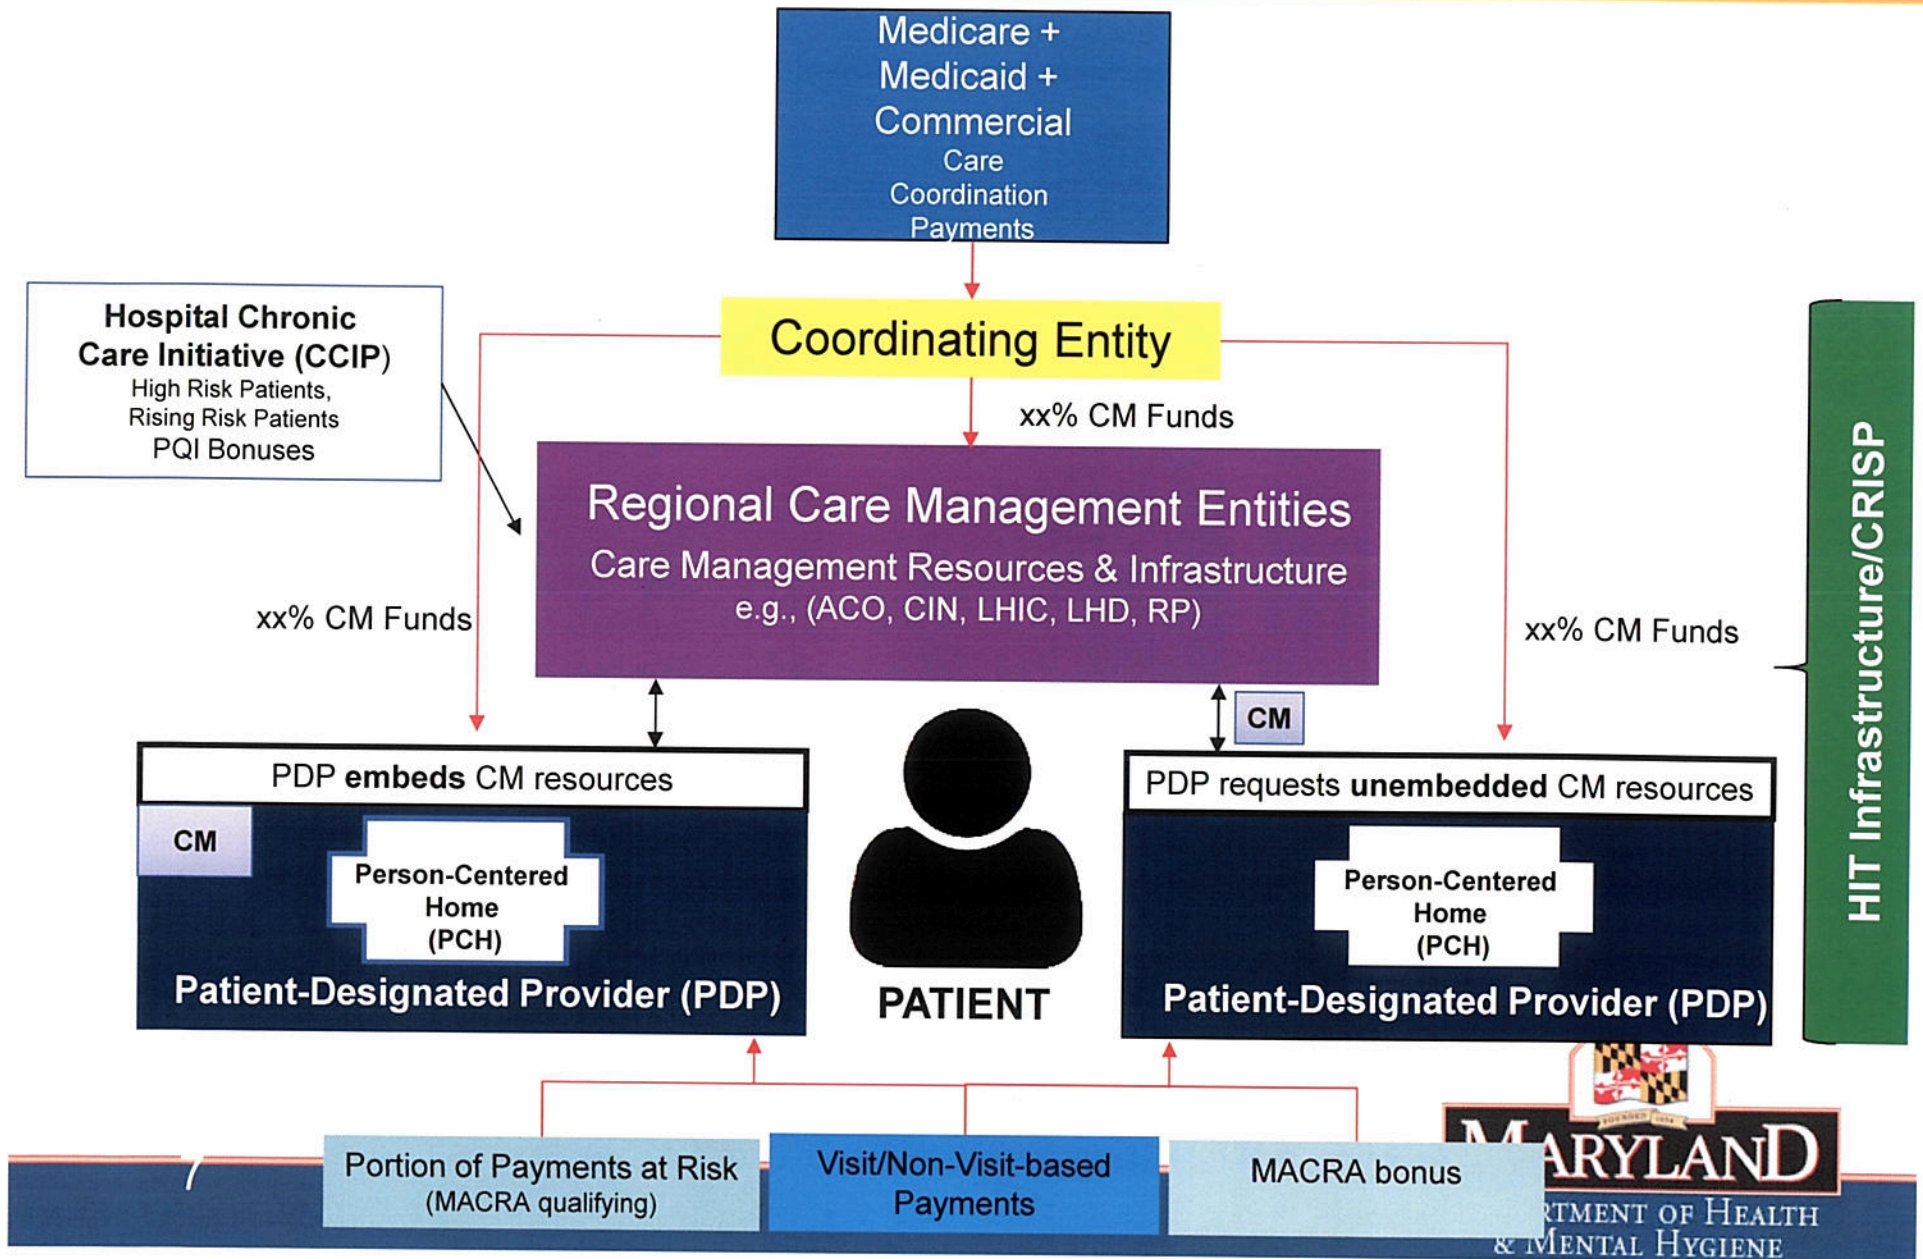 Medicare +
Medicaid +
Commercial
Care
Coordination
Payments
Hospital Chronic
Care Initiative (CCIP)
High Risk Patients,
Rising Risk Patients
PQI Bonuses
Coordinating Entity
xx% CM Funds
Regional Care Management Entities
Care Management Resources & Infrastructure
e.g., (ACO, CIN, LHIC, LHD, RP)
xx% CM Funds
xx% CM Funds
HIT Infrastructure/CRISP
CM
PDP embeds CM resources
CM
Person-Centered
Home
(PCH)
Patient-Designated Provider (PDP)
PATIENT
PDP requests unembedded CM resources
Person-Centered
Home
(PCH)
Patient-Designated Provider (PDP)
Portion of Payments at Risk
(MACRA qualifying)
Visit/Non-Visit-based
Payments
MACRA bonus
MARYLAND
RTMENT OF HEALTH
& MENTAL HYGIENE